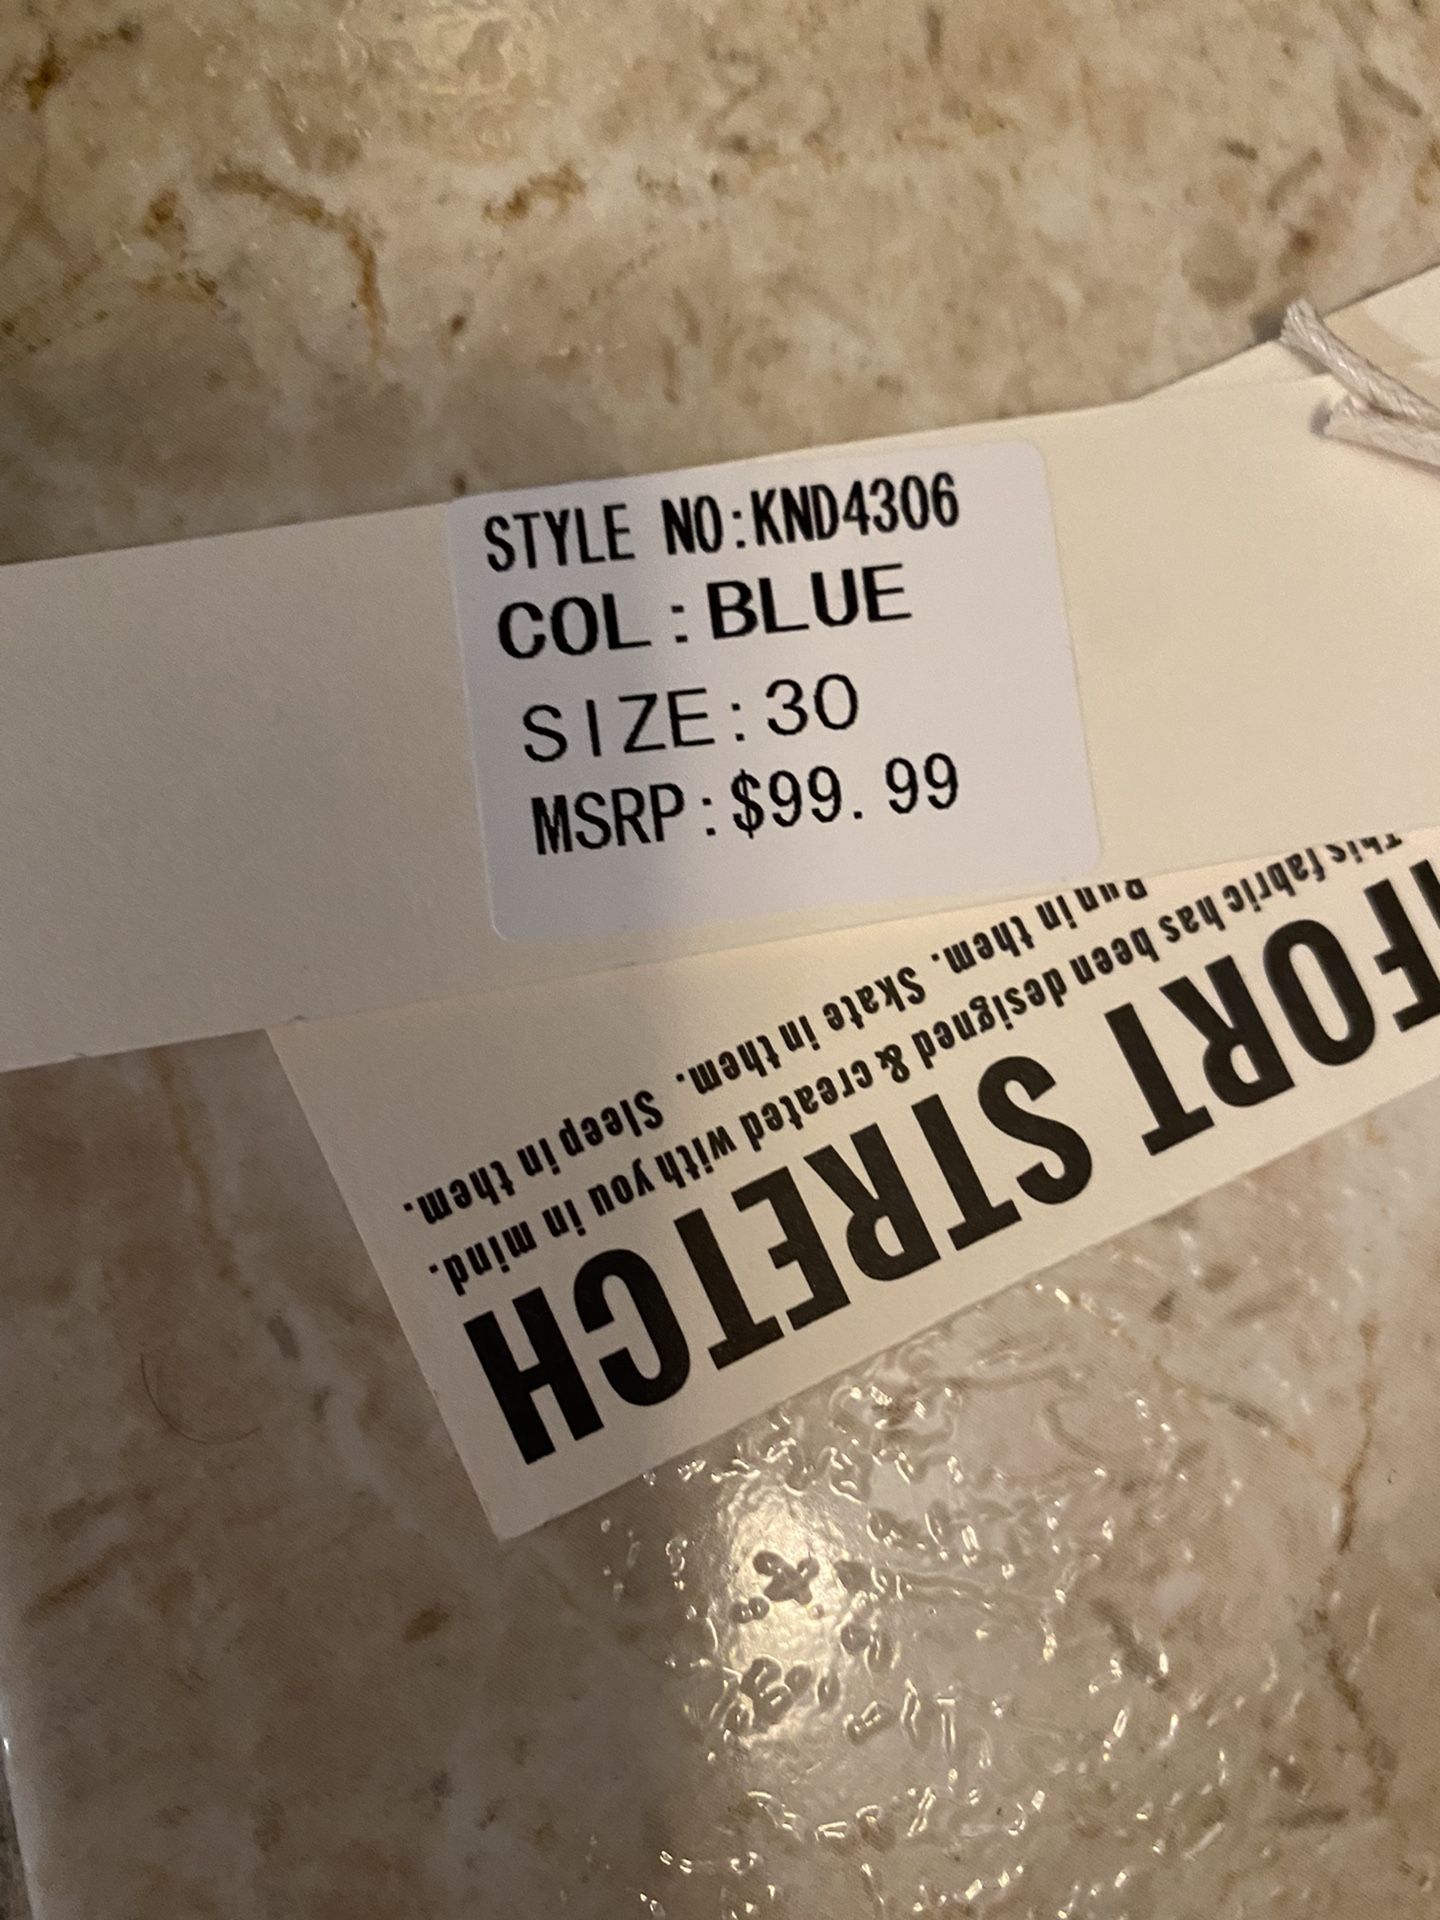 STYLE NO:KND4306
COL:BLUE
SIZE:30
MSRP:$99.99
FORT STRETCH
This fabric has been designed & created with you in mind.
Run in them. Skate in them. Sleep in them.